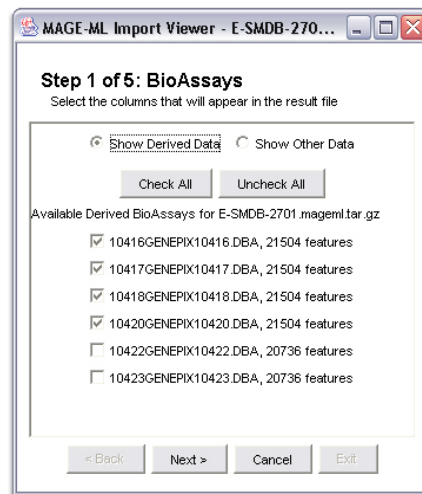 MAGE-ML Import Viewer - E-SMDB-270...
Step 1 of 5: BioAssays
Select the columns that will appear in the result file
Show Derived Data Show Other Data
Check All Uncheck All
Available Derived BioAssays for E-SMDB-2701.mageml.tar.gz
10416GENEPIX10416.DBA, 21504 features
10417GENEPIX10417.DBA, 21504 features
10418GENEPIX10418.DBA, 21504 features
10420GENEPIX10420.DBA, 21504 features
10422GENEPIX10422.DBA, 20736 features
10423GENEPIX10423.DBA, 20736 features
< Back Next > Cancel Exit